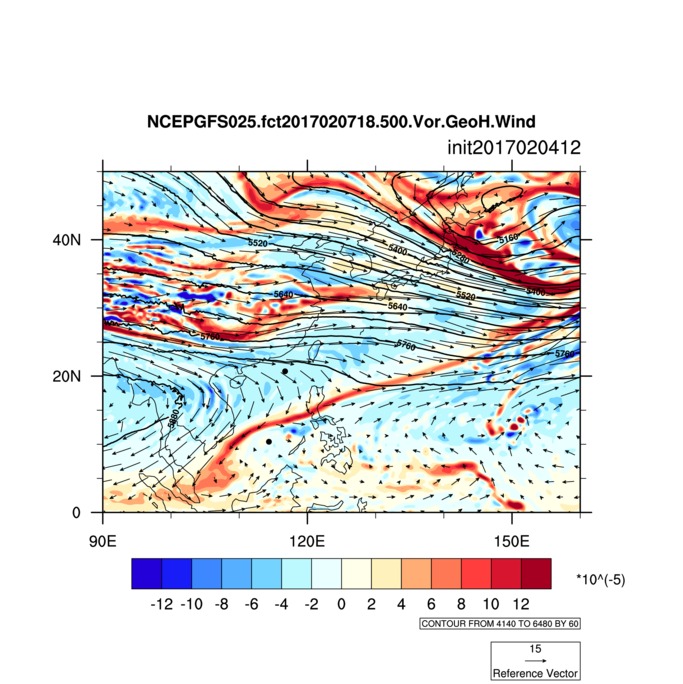 NCEPGFS025.fct2017020718.500.Vor.GeoH.Wind
init2017020412
40N
20N
0
5520
5400
5280
5160
5640
5640
5520
5400
5760
5760
5760
5880
90E 120E 150E
-12 -10 -8 -6 -4 -2 0 2 4 6 8 10 12
*10^(-5)
CONTOUR FROM 4140 TO 6480 BY 60
15
Reference Vector